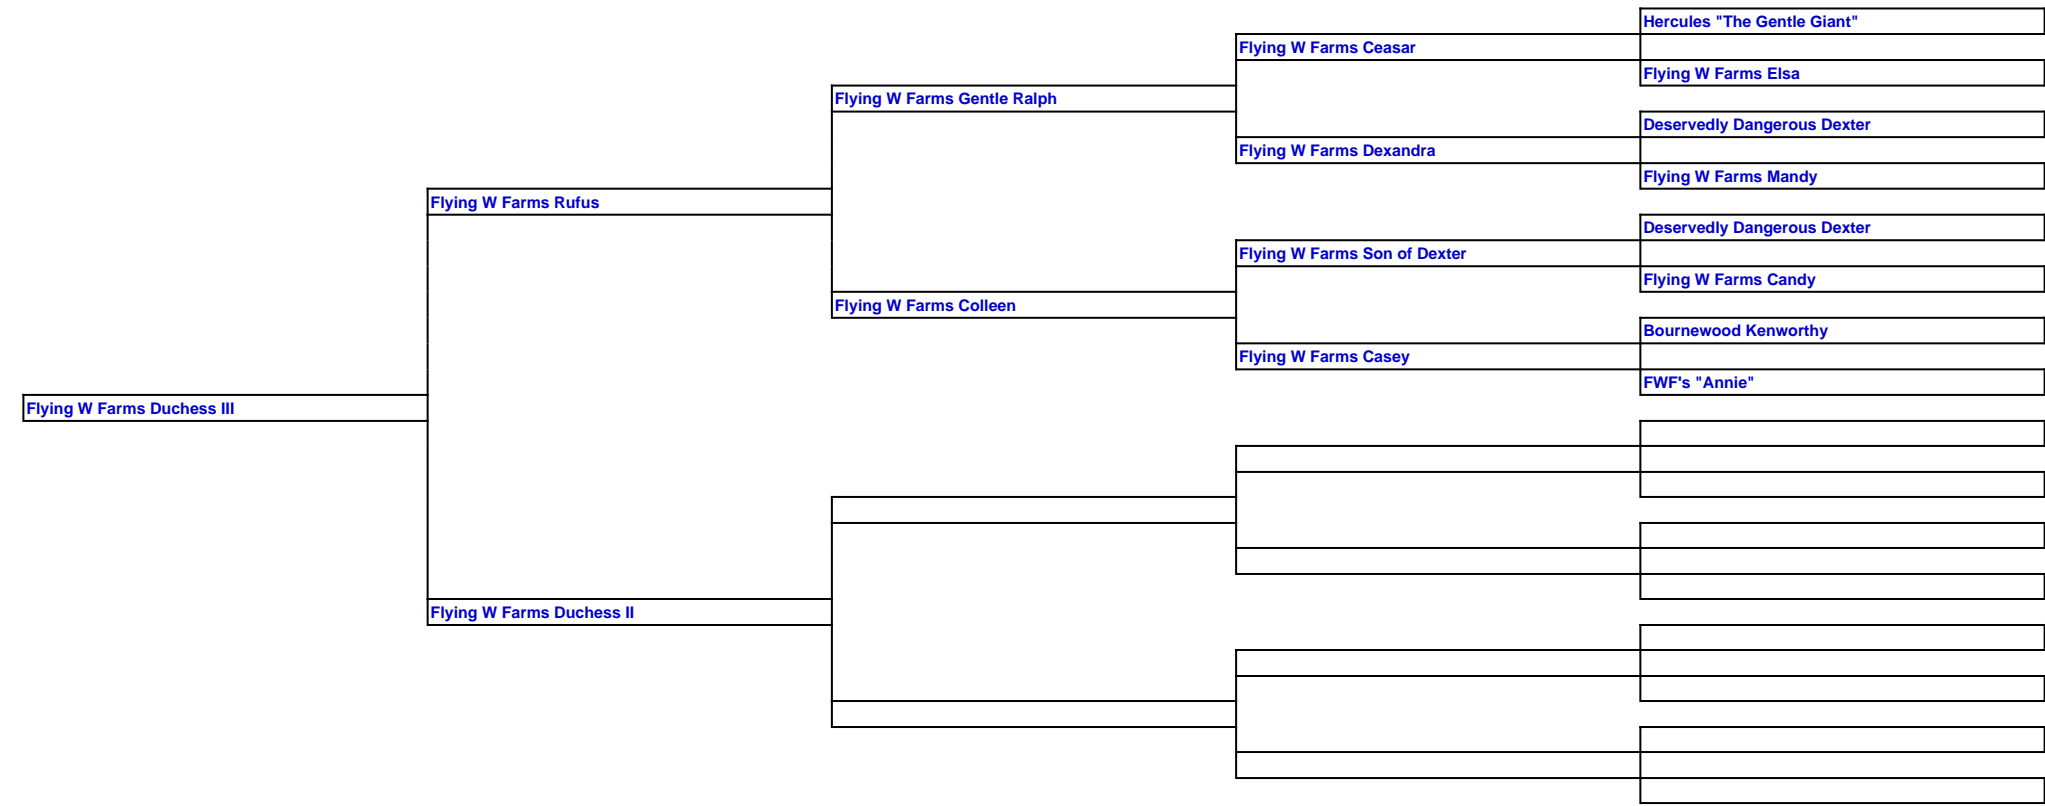 Hercules "The Gentle Giant"
Flying W Farms Ceasar
Flying W Farms Elsa
Flying W Farms Gentle Ralph
Deservedly Dangerous Dexter
Flying W Farms Dexandra
Flying W Farms Mandy
Flying W Farms Rufus
Deservedly Dangerous Dexter
Flying W Farms Son of Dexter
Flying W Farms Candy
Flying W Farms Colleen
Bournewood Kenworthy
Flying W Farms Casey
FWF's "Annie"
Flying W Farms Duchess III
Flying W Farms Duchess II